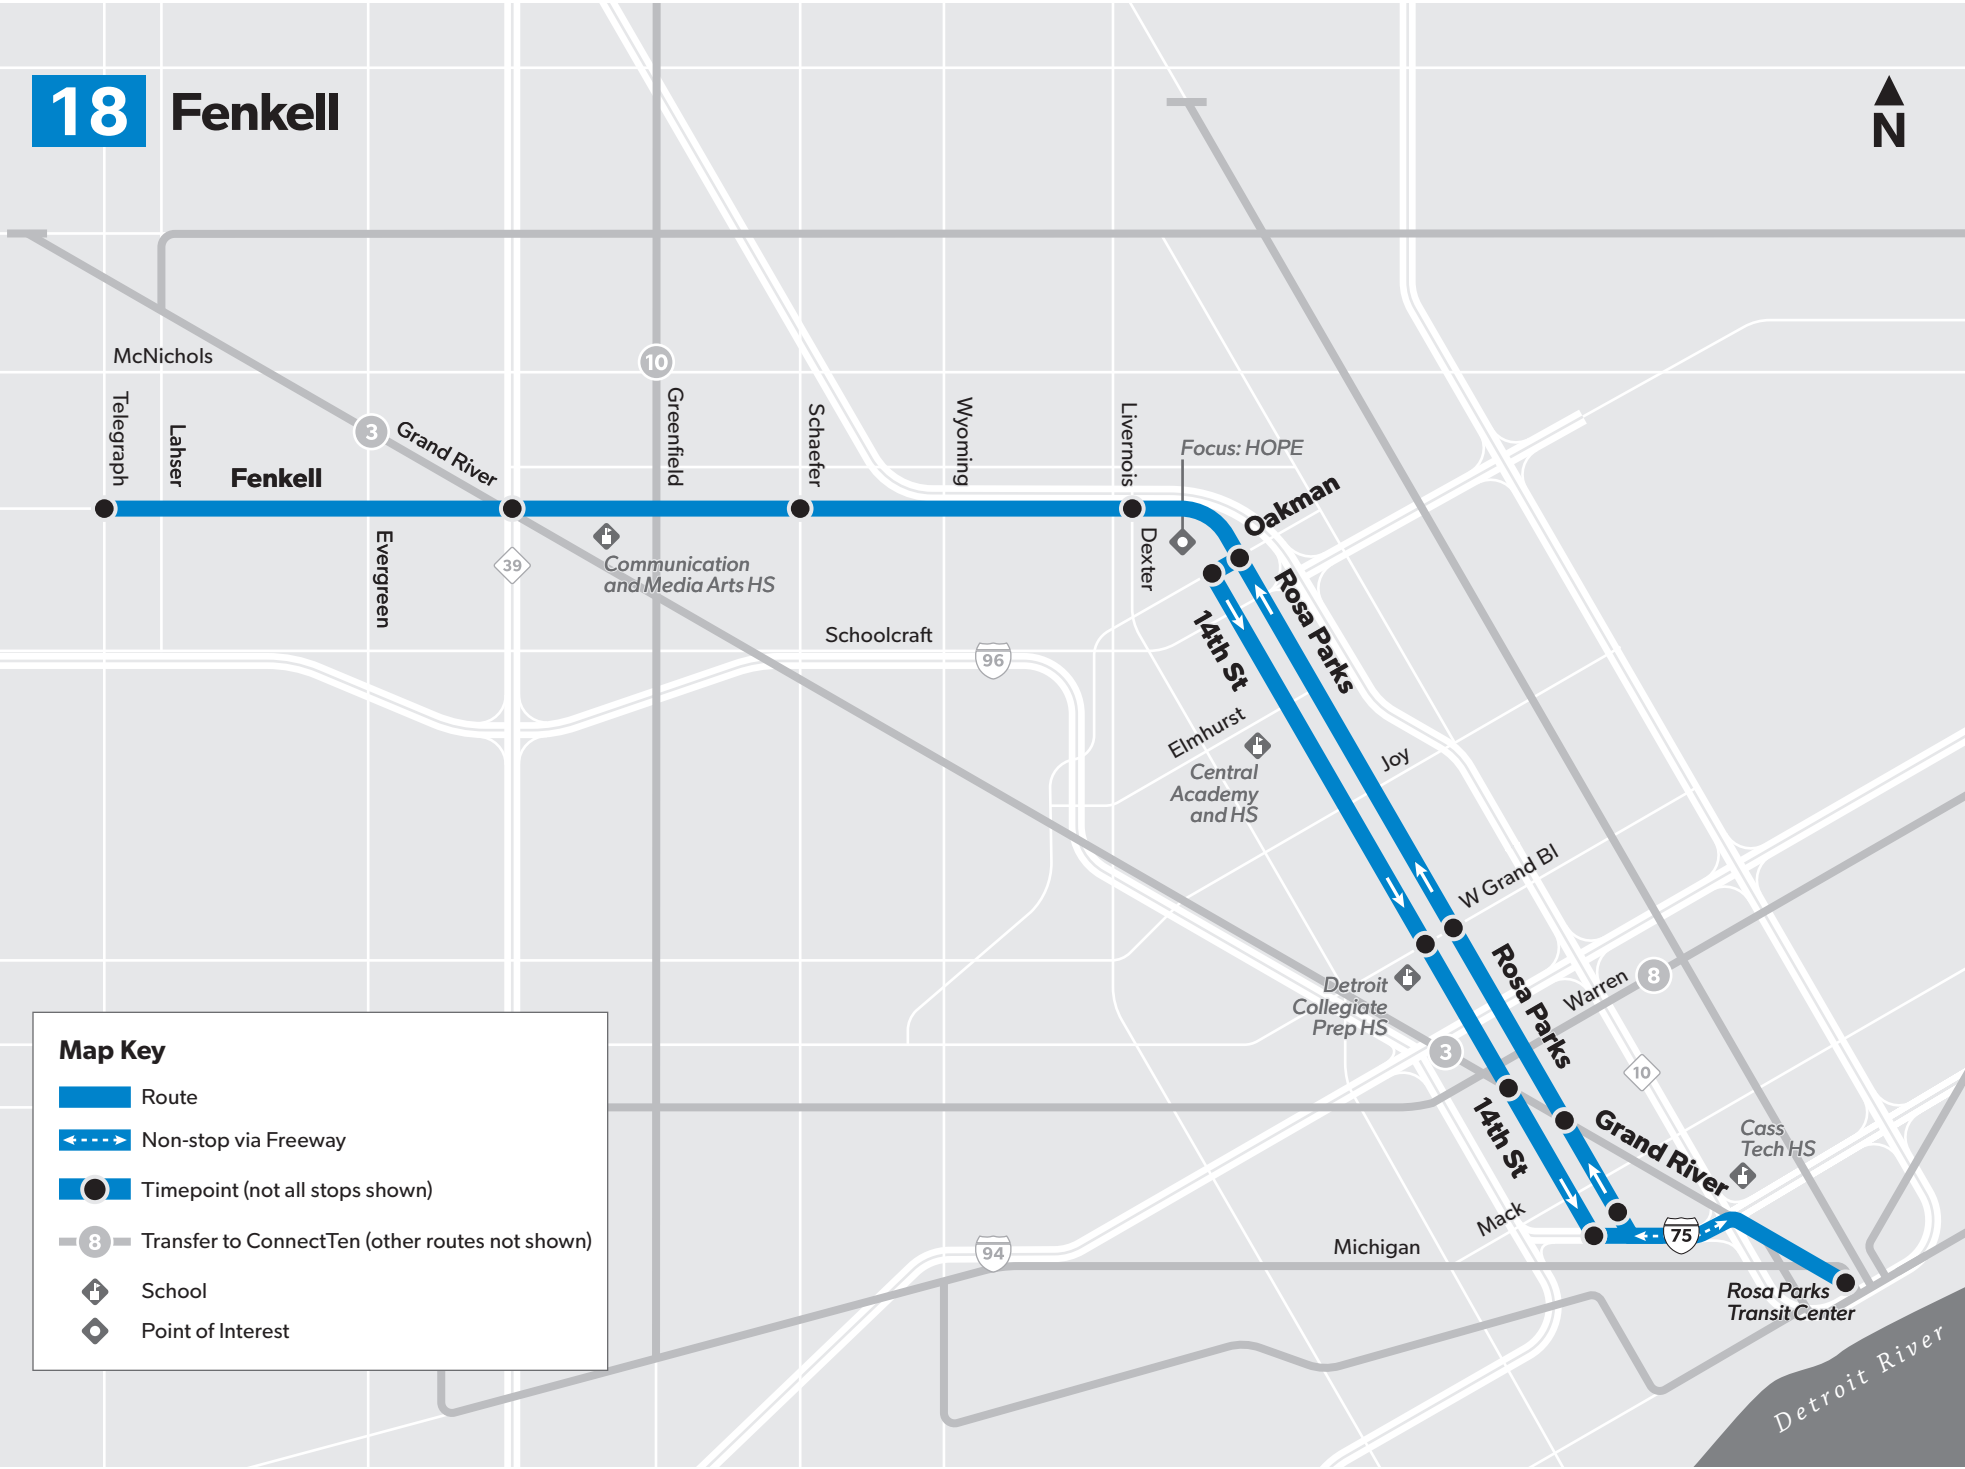 18 Fenkell
N
McNichols
10
Telegraph
Lahser
3
Grand River
Greenfield
Schaefer
Wyoming
Livernois
Focus: HOPE
Fenkell
Oakman
Evergreen
39
Communication
and Media Arts HS
Dexter
Rosa Parks
14th St
Schoolcraft
96
Elmhurst
Central
Academy
and HS
Joy
W Grand Bl
Detroit
Collegiate
Prep HS
Rosa Parks
Warren
8
3
10
14th St
Grand River
Cass
Tech HS
Mack
75
Michigan
94
Rosa Parks
Transit Center
Detroit River
Map Key
Route
Non-stop via Freeway
Timepoint (not all stops shown)
8 Transfer to ConnectTen (other routes not shown)
School
Point of Interest